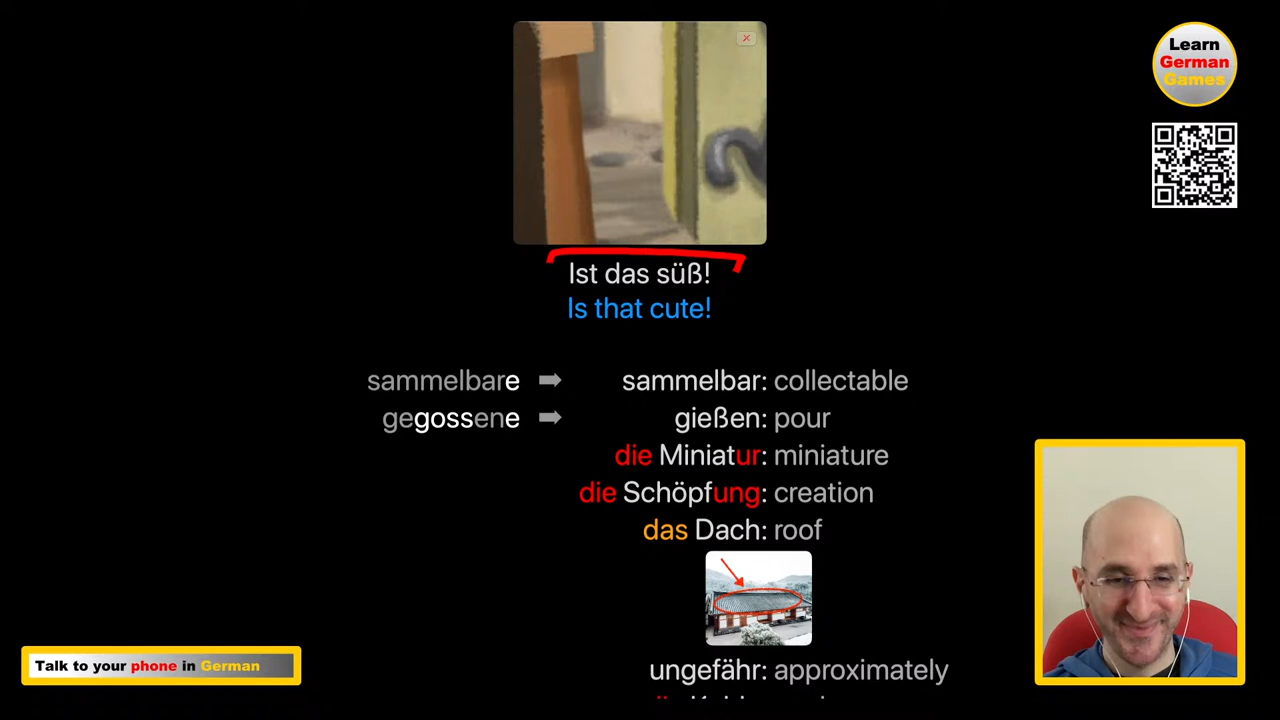 Learn
German
Games
Ist das süß!
Is that cute!
sammelbare ➡ sammelbar: collectable
gegossene ➡ gießen: pour
die Miniatur: miniature
die Schöpfung: creation
das Dach: roof
ungefähr: approximately
Talk to your phone in German